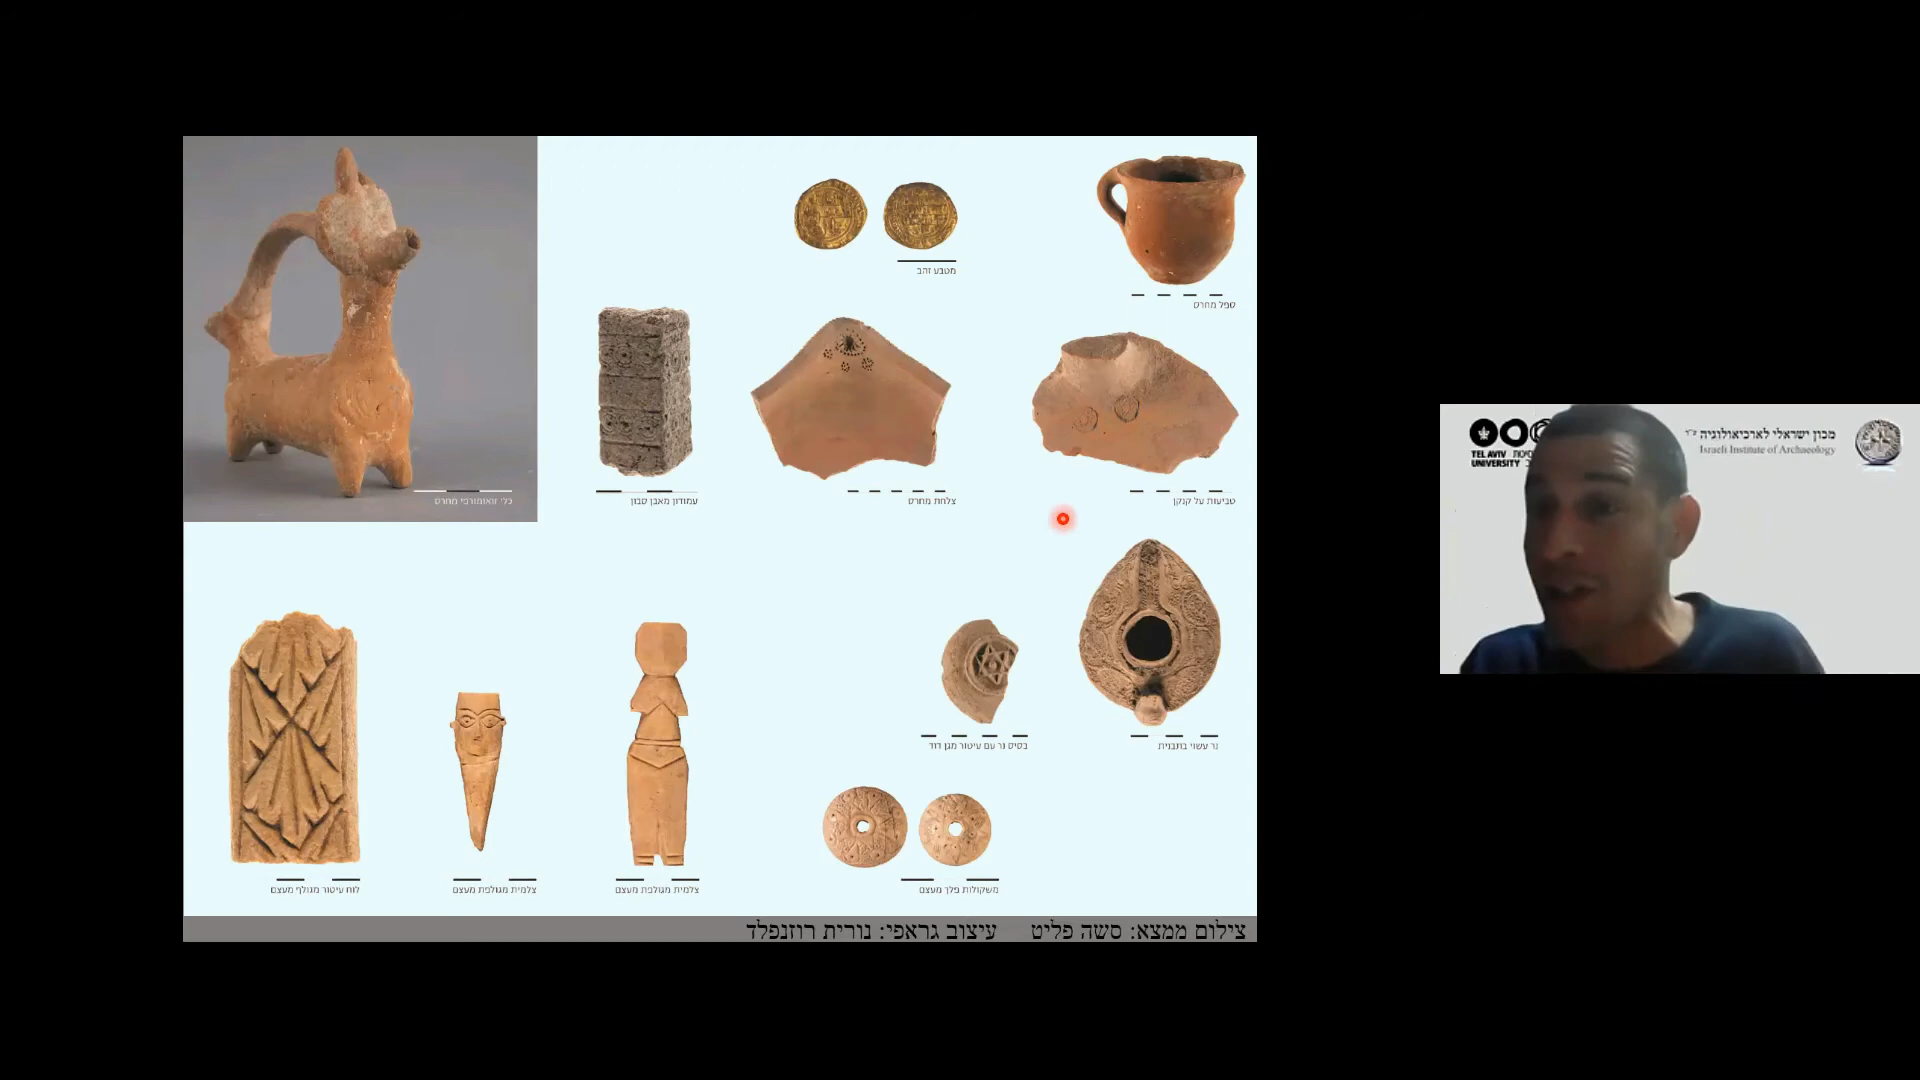 מטבע זהב
ספל מחרס
כלי זואומורפי מחרס
עמודון מאבן סבון
צלחת מחרס
טביעות על קנקן
בסיס נר עם עיטור מגן דוד
נר עשוי בתבנית
לוח עיטור מגולף מעצם
צלמית מגולפת מעצם
צלמית מגולפת מעצם
משקולות פלך מעצם
צילום ממצא: סשה פליט עיצוב גראפי: נורית רוזנפלד
TEL AVIV
UNIVERSITY
מכון ישראלי לארכיאולוגיה
Israeli Institute of Archaeology